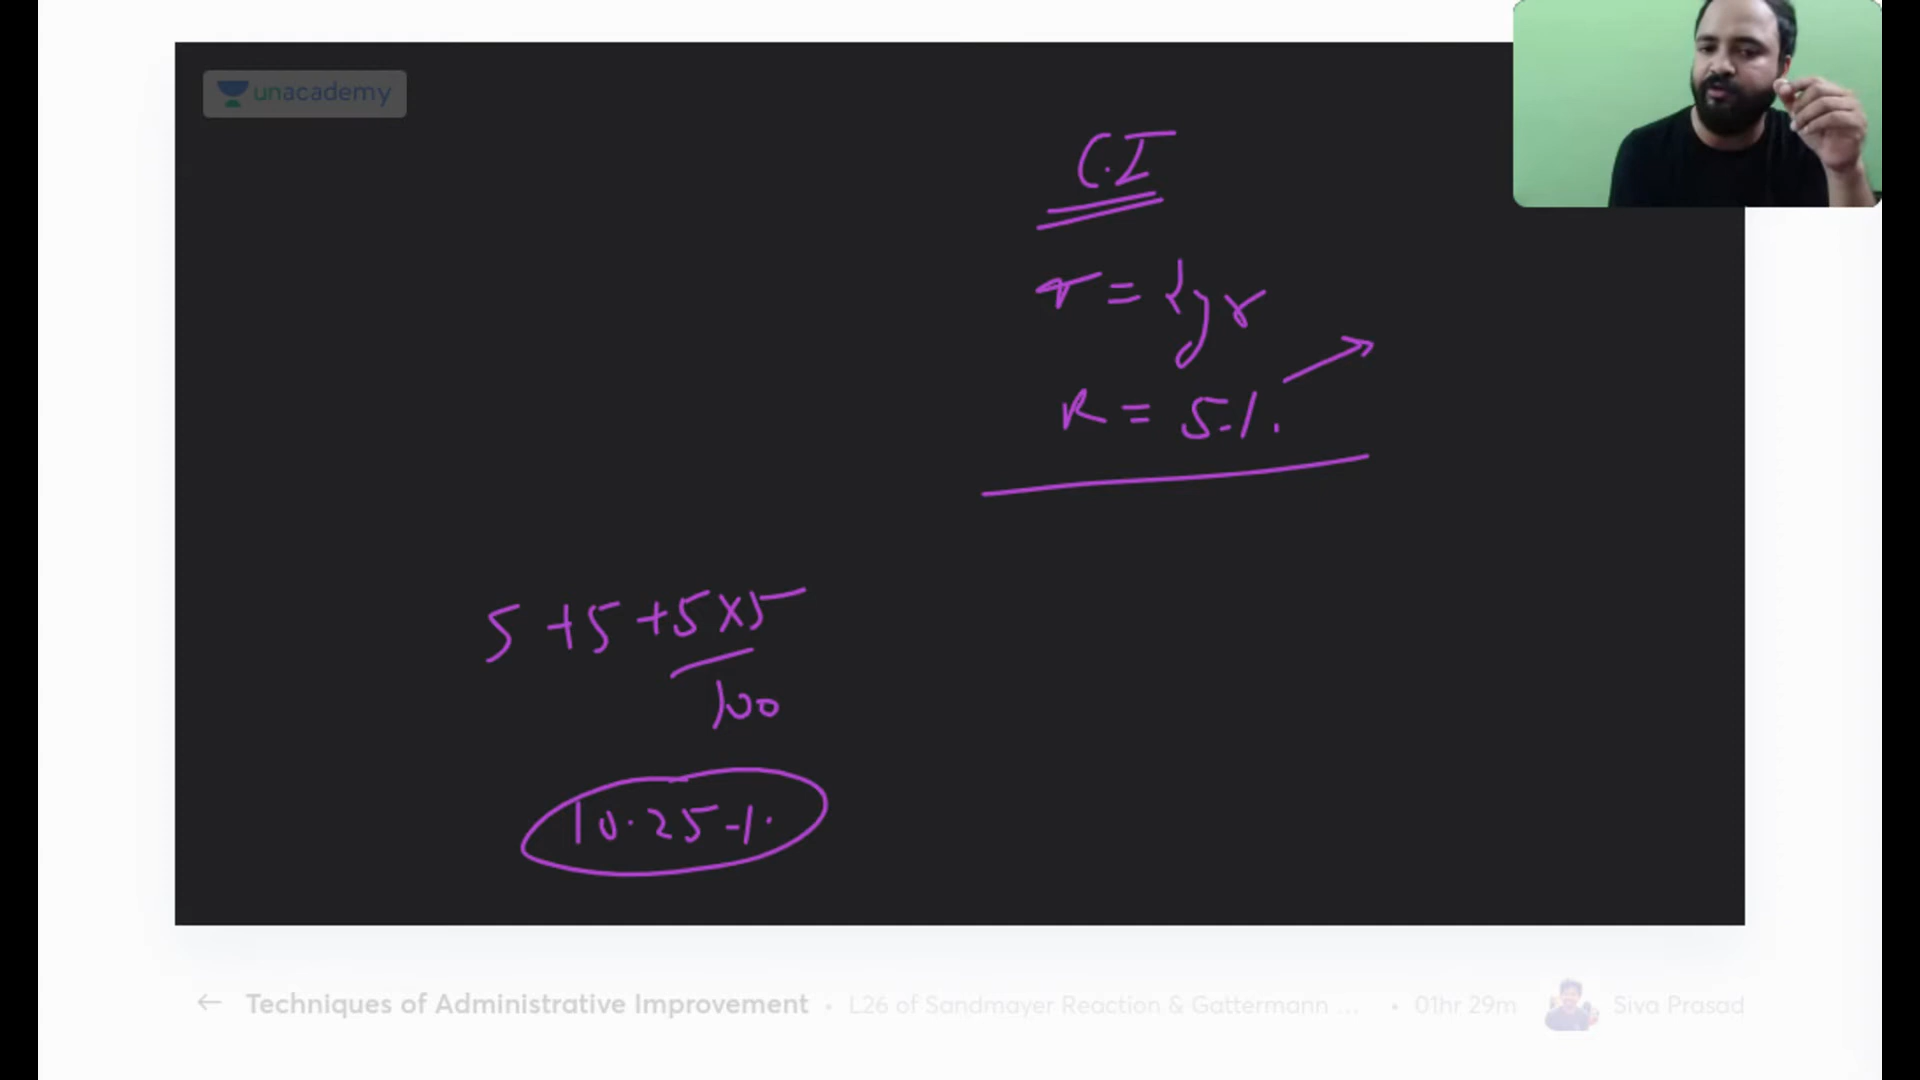 unacademy
C.I
T = 2yr
R = 5%.
5 + 5 + 5×5
100
10.25%
Techniques of Administrative Improvement • L26 of Sandmayer Reaction & Gattermann ... • 01hr 29m Siva Prasad